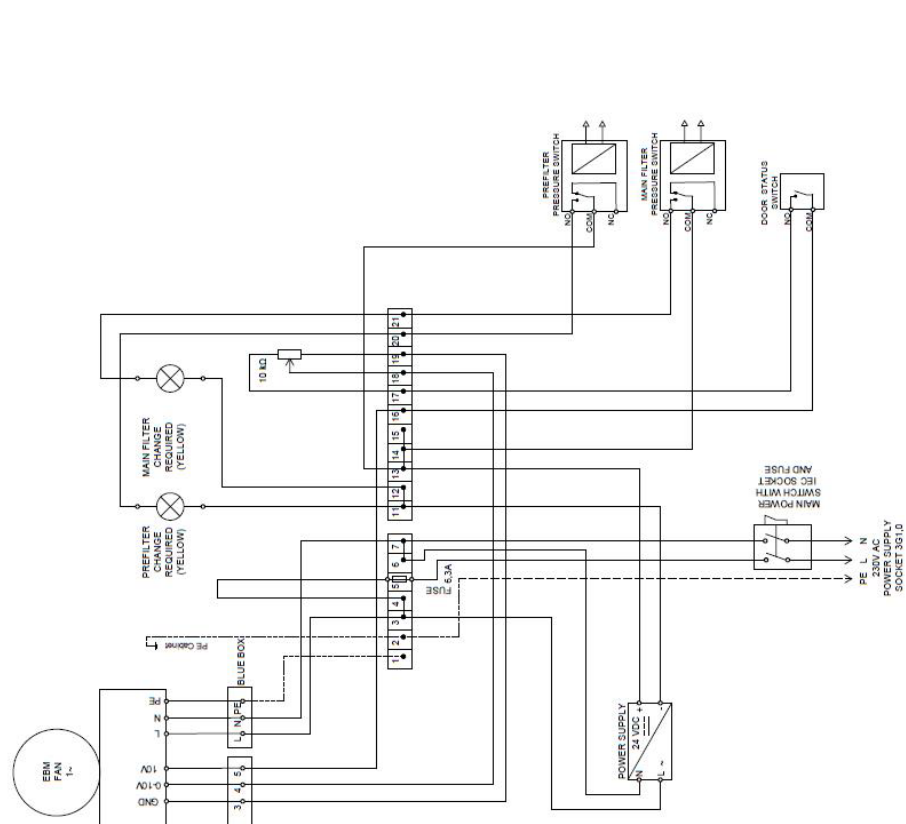 PREFILTER
PRESSURE SWITCH
NO
COM
NC
MAIN FILTER
PRESSURE SWITCH
NO
COM
NC
DOOR STATUS
SWITCH
NO
COM
21
20
19
18
17
16
15
14
13
12
11
10 kΩ
MAIN FILTER
CHANGE
REQUIRED
(YELLOW)
PREFILTER
CHANGE
REQUIRED
(YELLOW)
MAIN POWER
SWITCH WITH
IEC SOCKET
AND FUSE
7
6
5
4
3
2
1
FUSE
6,3A
PE L N
230V AC
POWER SUPPLY
SOCKET 3G1,0
PE Cabinet
BLUE BOX
PE
N
L
L N PE
10V
0-10V
GND
5
4
3
EBM
FAN
1~
POWER SUPPLY
24 VDC
+
-
N
L ~